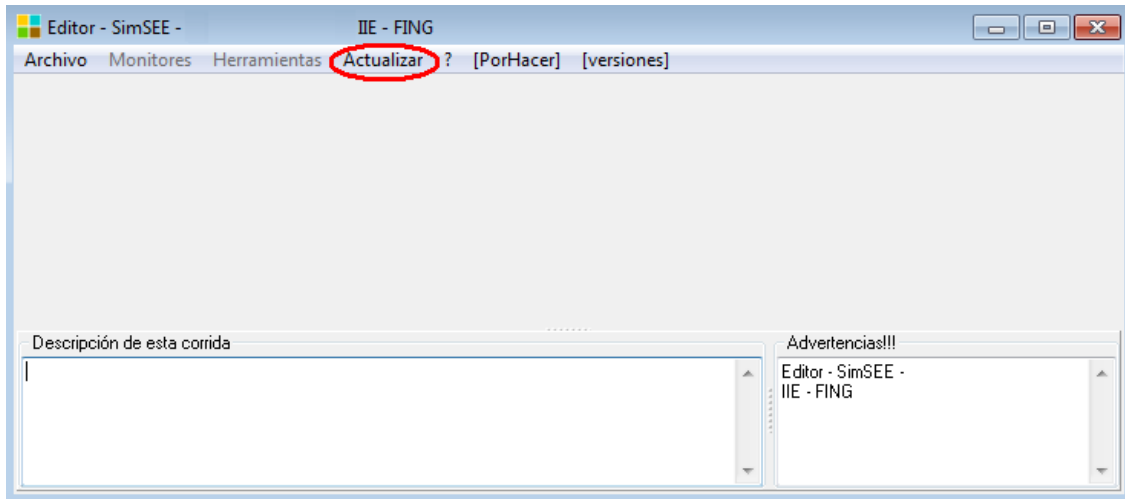 Editor - SimSEE - IIE - FING
Archivo Monitores Herramientas Actualizar ? [PorHacer] [versiones]
Descripción de esta corrida
Advertencias!!!
Editor - SimSEE -
IIE - FING